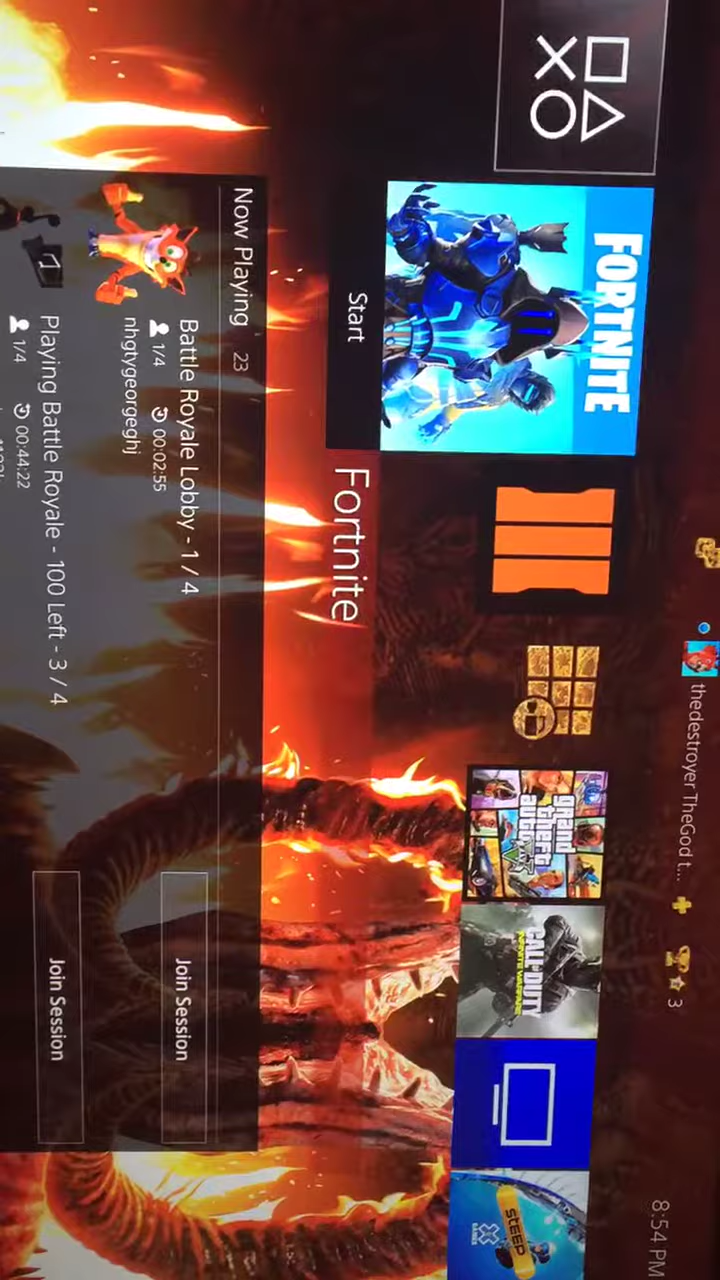 thedestroyer TheGod t...
3
8:54 PM
FORTNITE
Start
Fortnite
grand
theft
auto
V
CALL OF DUTY
INFINITE WARFARE
STEEP
X GAMES
Now Playing 23
Battle Royale Lobby - 1 / 4
1/4 00:02:55
nhgtygeorgeghj
Join Session
Playing Battle Royale - 100 Left - 3 / 4
1/4 00:44:22
Join Session